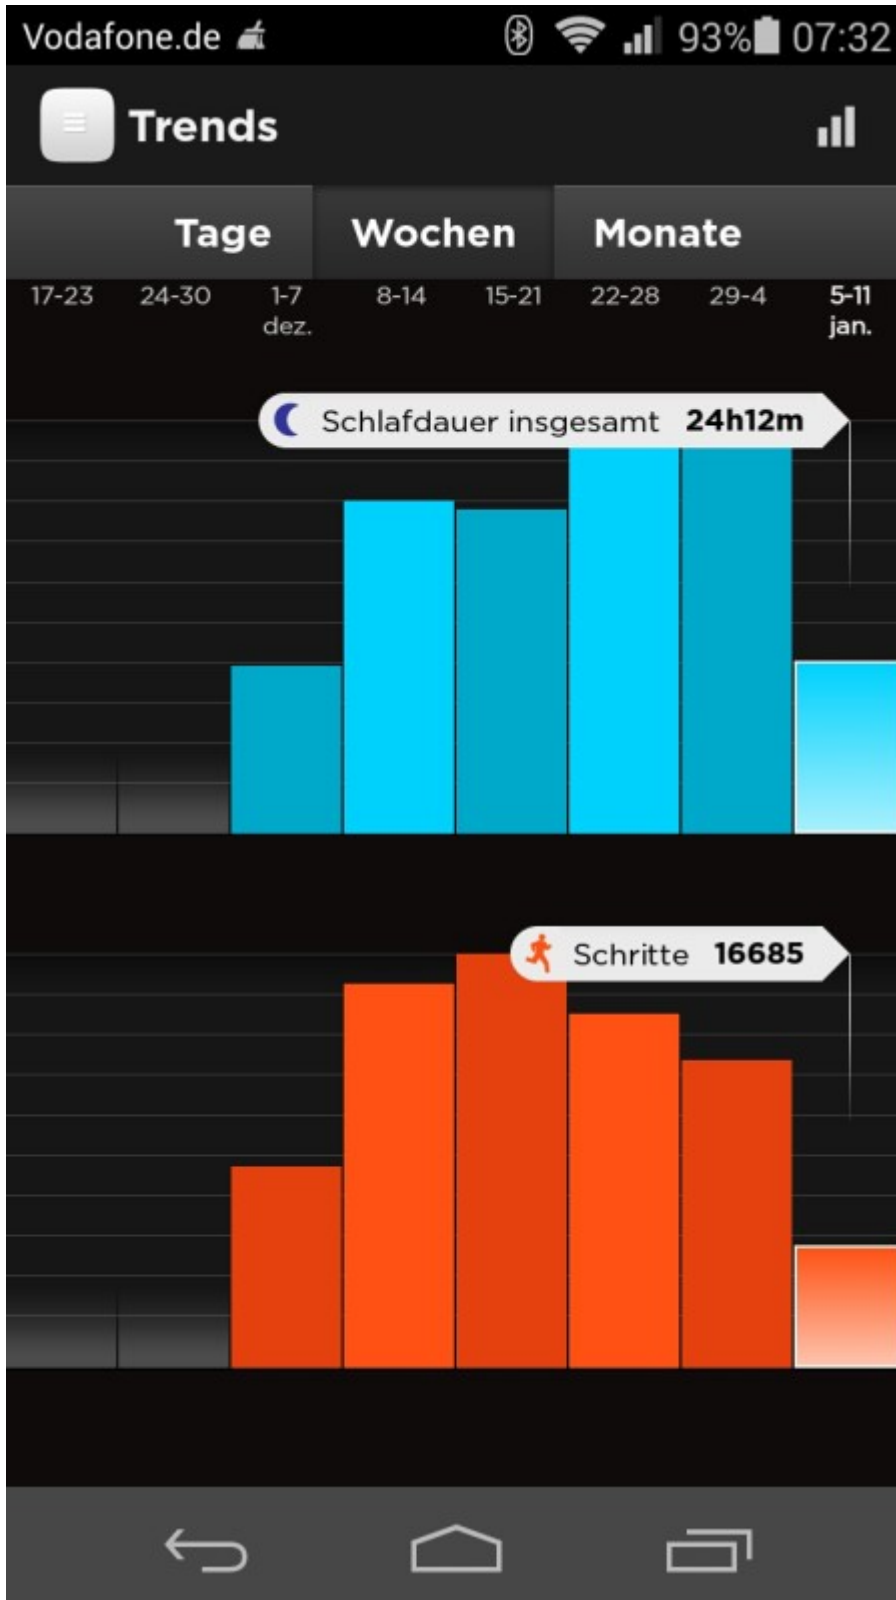 Vodafone.de 93% 07:32
Trends
Tage Wochen Monate
17-23 24-30 1-7 8-14 15-21 22-28 29-4 5-11
dez. jan.
Schlafdauer insgesamt 24h12m
Schritte 16685